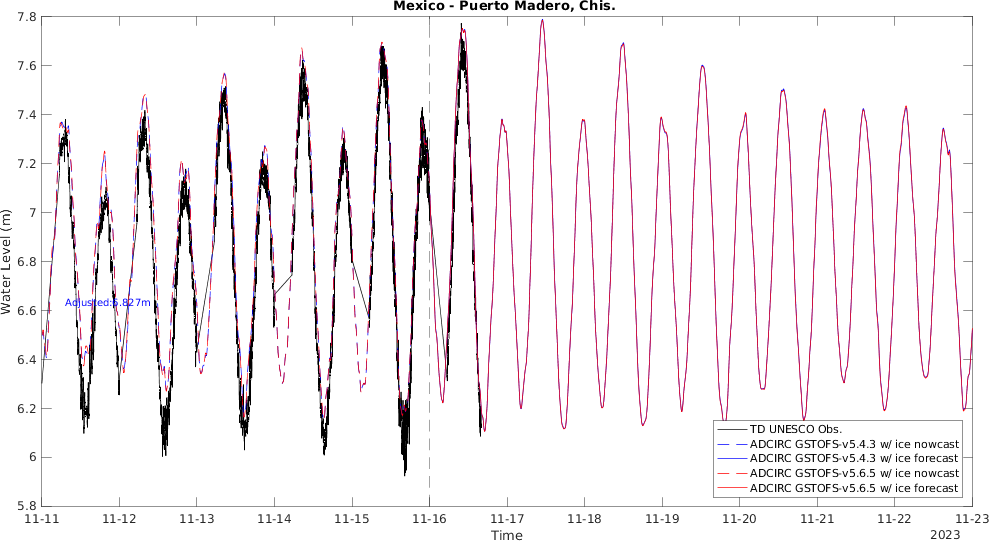 Mexico - Puerto Madero, Chis.
7.8
7.6
7.4
7.2
7
6.8
6.6
6.4
6.2
6
5.8
Water Level (m)
Adjusted:6.827m
TD UNESCO Obs.
ADCIRC GSTOFS-v5.4.3 w/ ice nowcast
ADCIRC GSTOFS-v5.4.3 w/ ice forecast
ADCIRC GSTOFS-v5.6.5 w/ ice nowcast
ADCIRC GSTOFS-v5.6.5 w/ ice forecast
11-11 11-12 11-13 11-14 11-15 11-16 11-17 11-18 11-19 11-20 11-21 11-22 11-23
Time
2023